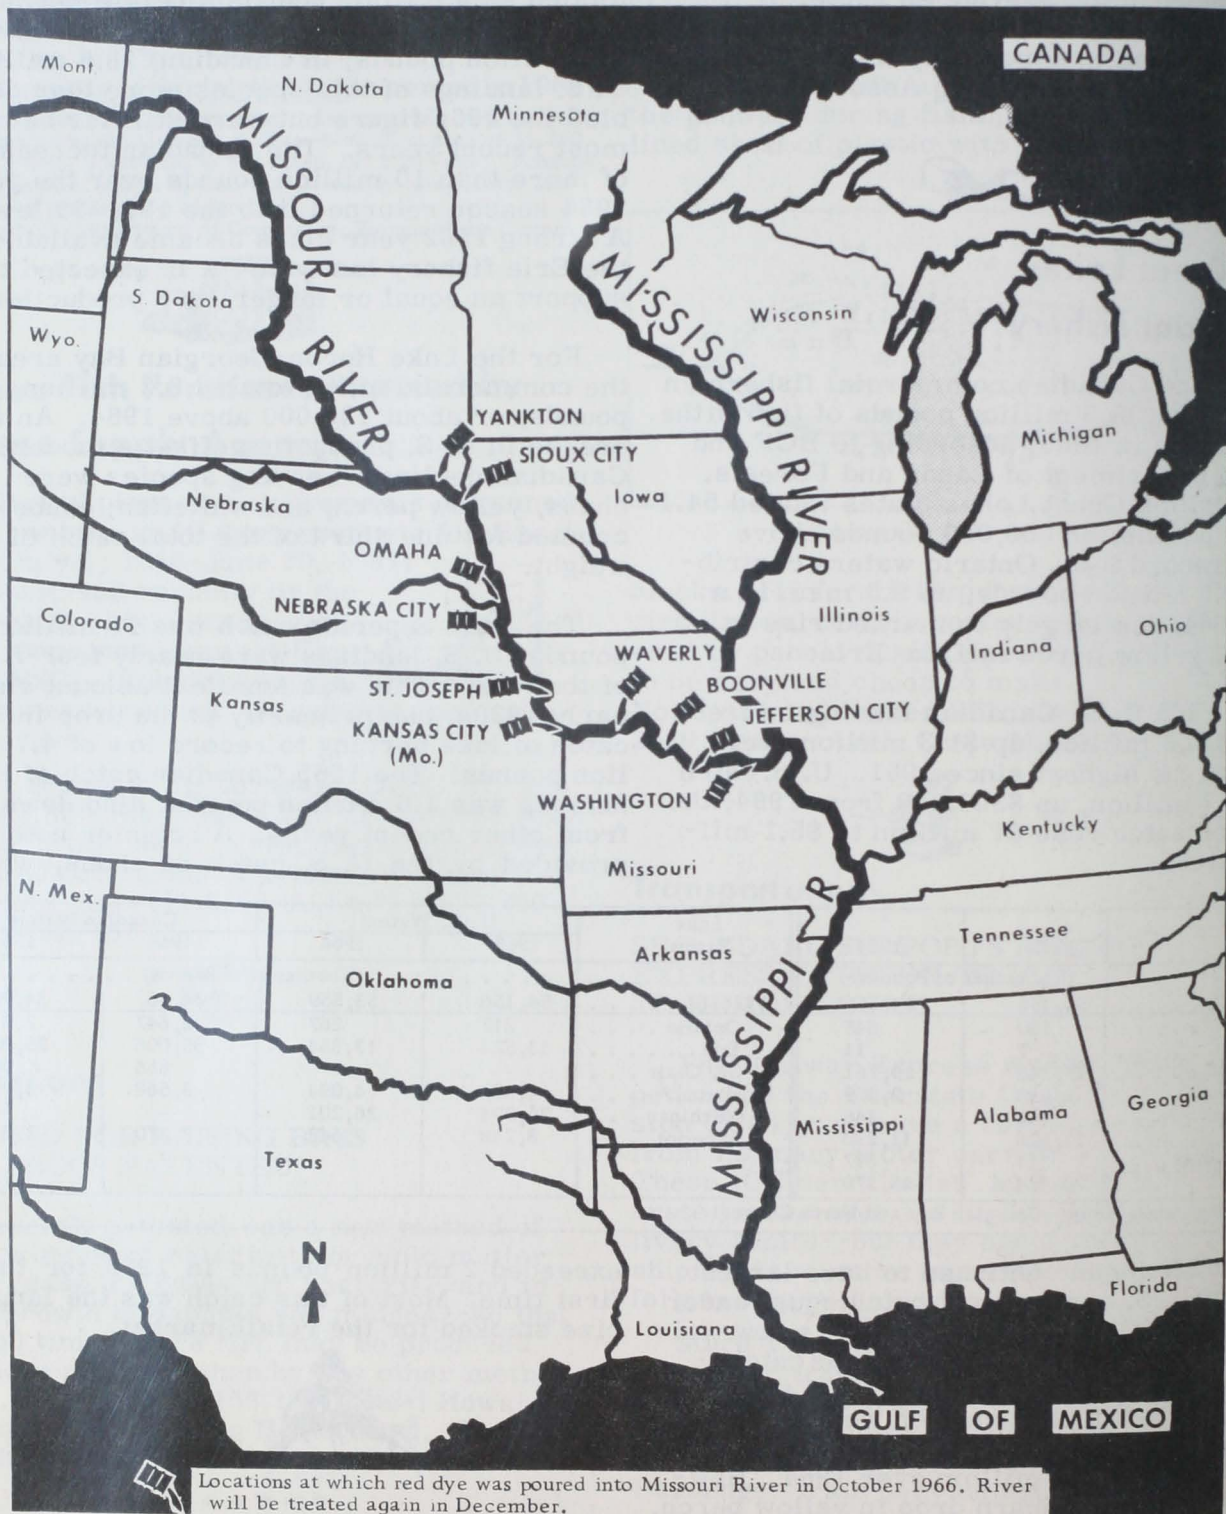 CANADA
Mont
N. Dakota
Minnesota
MISSOURI RIVER
MISSISSIPPI RIVER
S Dakota
Wisconsin
Wyo.
Michigan
YANKTON
SIOUX CITY
Iowa
Nebraska
OMAHA
NEBRASKA CITY
Colorado
Illinois
Ohio
Indiana
WAVERLY
BOONVILLE
ST. JOSEPH
Kansas
JEFFERSON CITY
KANSAS CITY
(Mo.)
WASHINGTON
Kentucky
Missouri
N. Mex.
Tennessee
Arkansas
Oklahoma
MISSISSIPPI R
Georgia
Alabama
Mississippi
Texas
N
Florida
Louisiana
GULF OF MEXICO
Locations at which red dye was poured into Missouri River in October 1966. River
will be treated again in December.